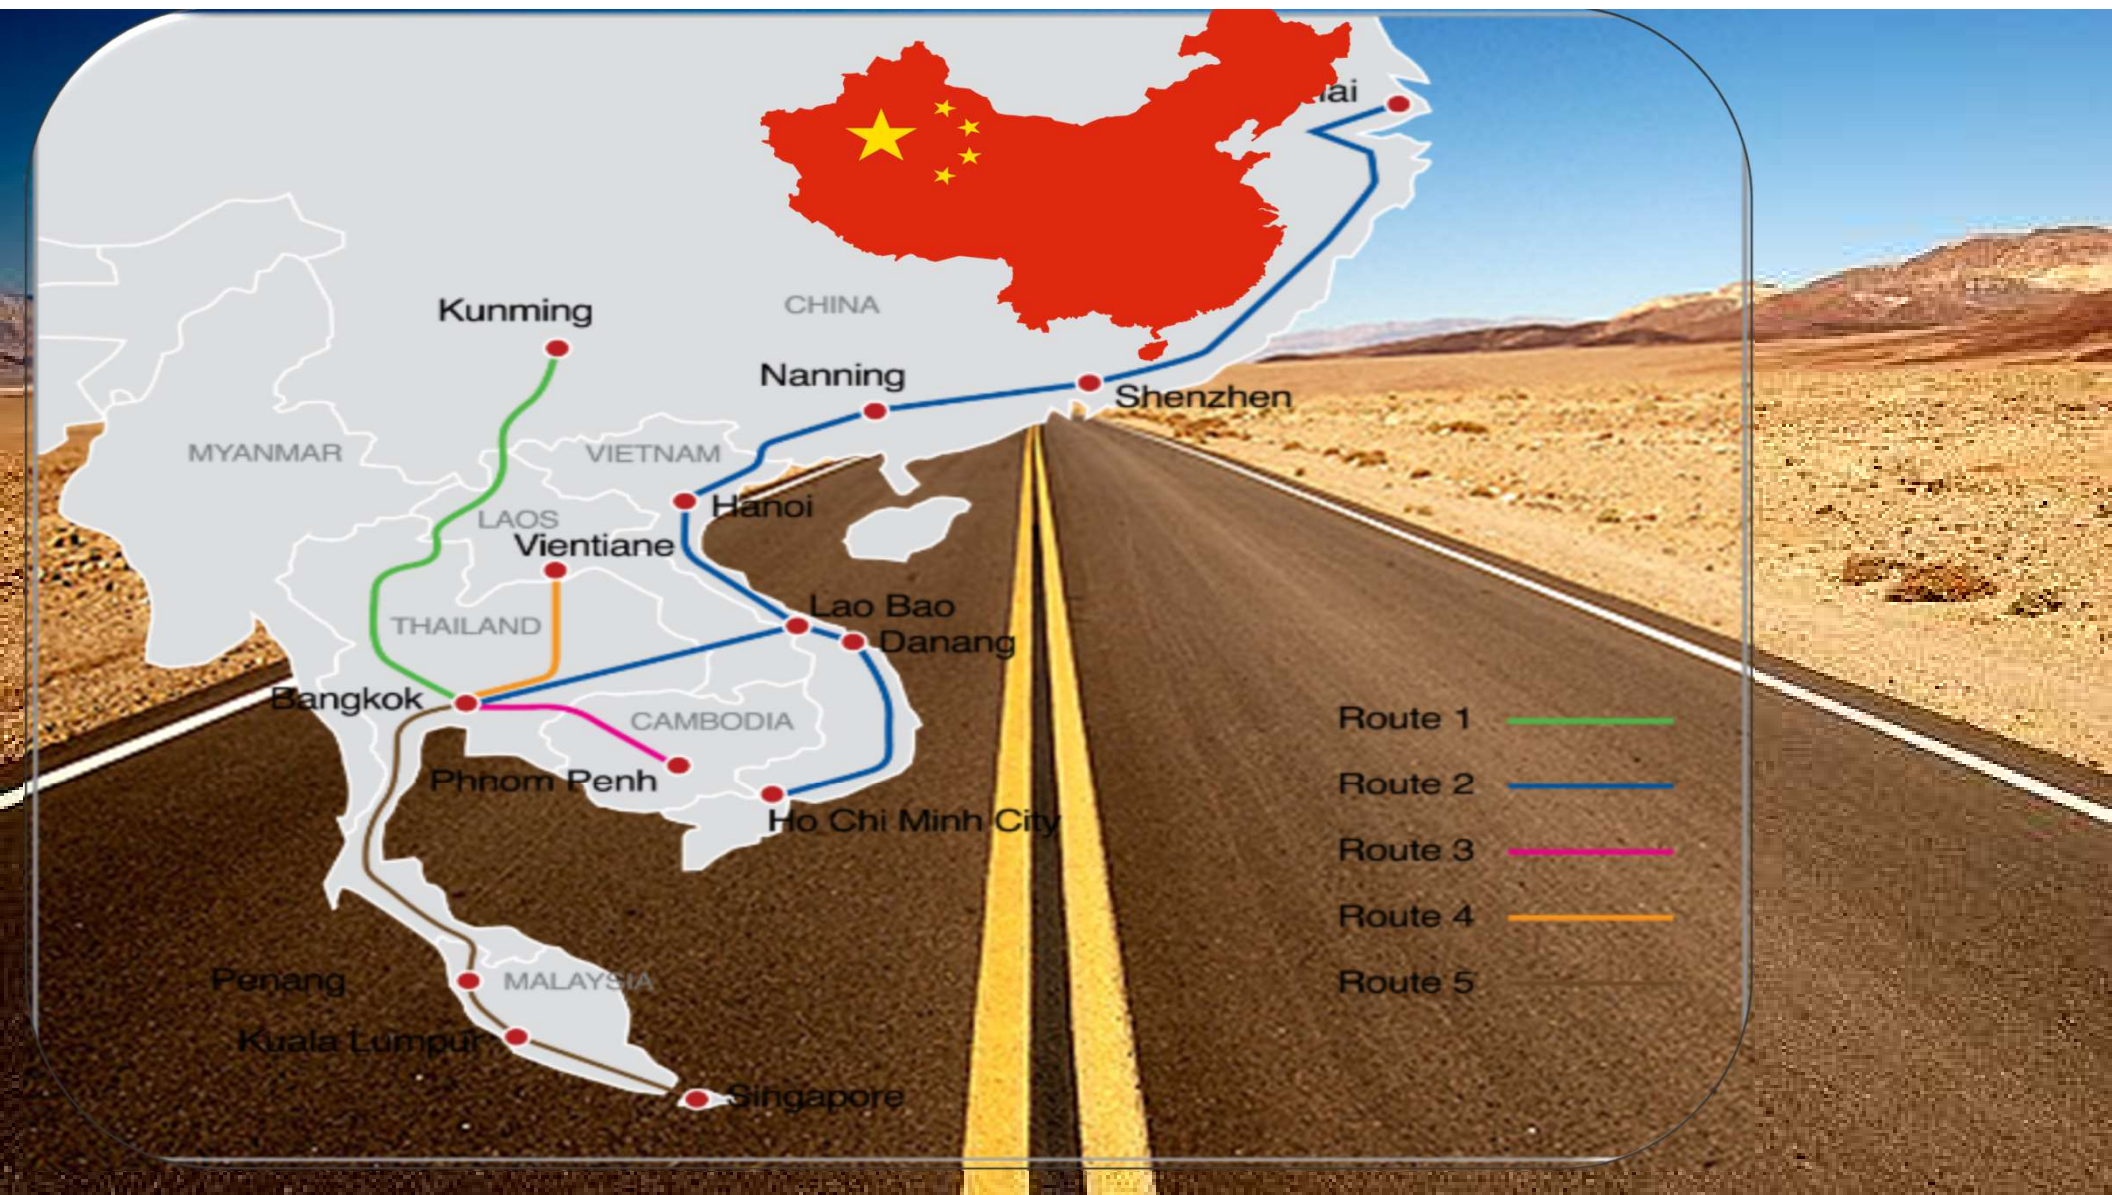 Kunming
CHINA
Nanning
Shenzhen
MYANMAR
VIETNAM
Hanoi
LAOS
Vientiane
Lao Bao
THAILAND
Danang
Bangkok
CAMBODIA
Phnom Penh
Ho Chi Minh City
Route 1
Route 2
Route 3
Route 4
Route 5
Penang
MALAYSIA
Kuala Lumpur
Singapore